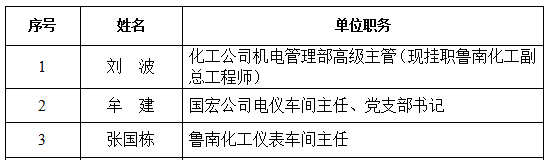 序号 姓名 单位职务
1 刘　波 化工公司机电管理部高级主管（现挂职鲁南化工副
总工程师）
2 牟　建 国宏公司电仪车间主任、党支部书记
3 张国栋 鲁南化工仪表车间主任